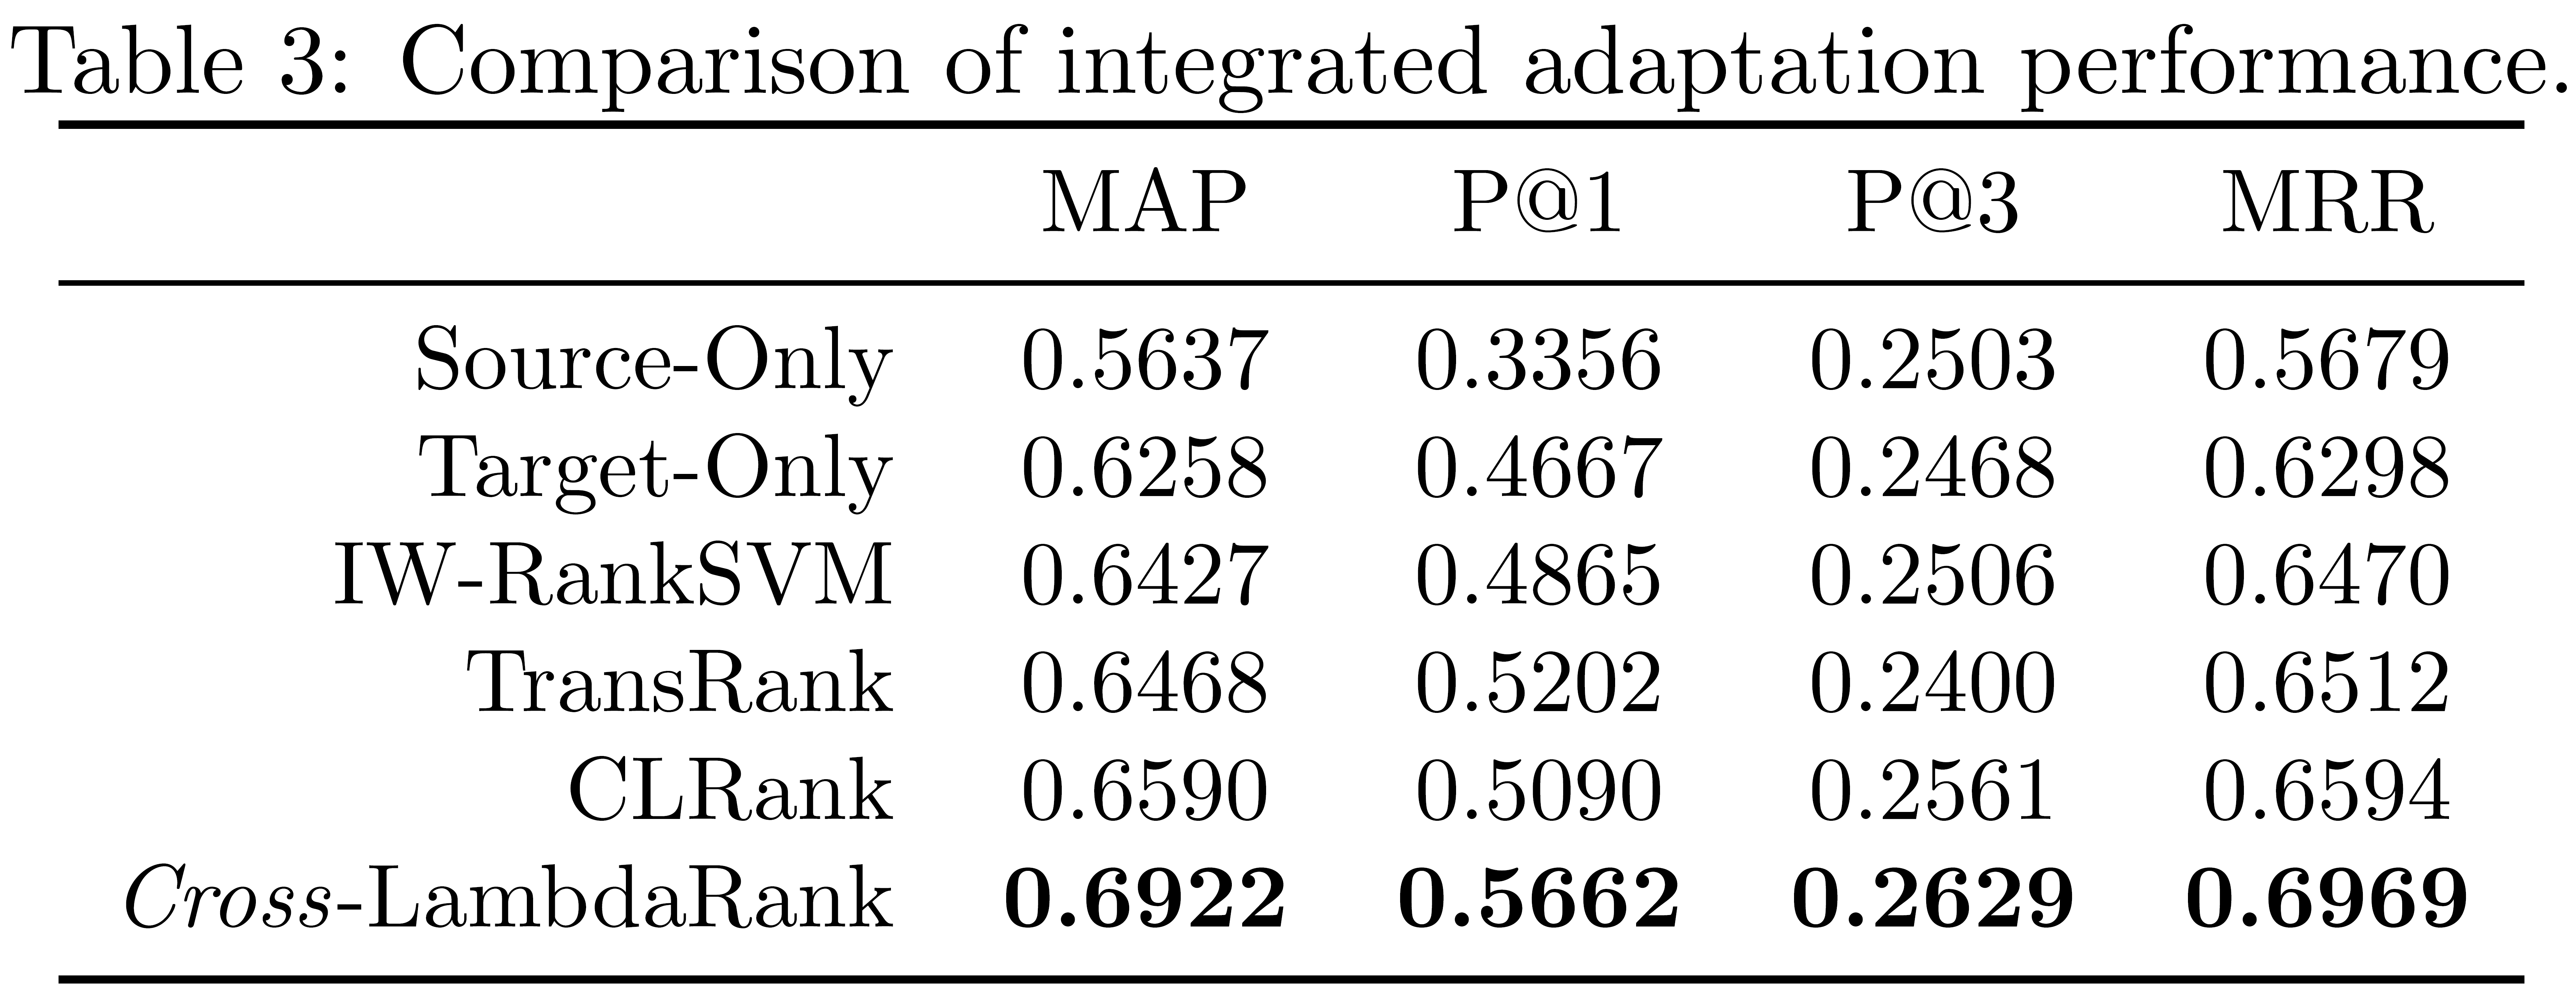 Table 3: Comparison of integrated adaptation performance.
MAP P@1 P@3 MRR
Source-Only 0.5637 0.3356 0.2503 0.5679
Target-Only 0.6258 0.4667 0.2468 0.6298
IW-RankSVM 0.6427 0.4865 0.2506 0.6470
TransRank 0.6468 0.5202 0.2400 0.6512
CLRank 0.6590 0.5090 0.2561 0.6594
Cross-LambdaRank 0.6922 0.5662 0.2629 0.6969